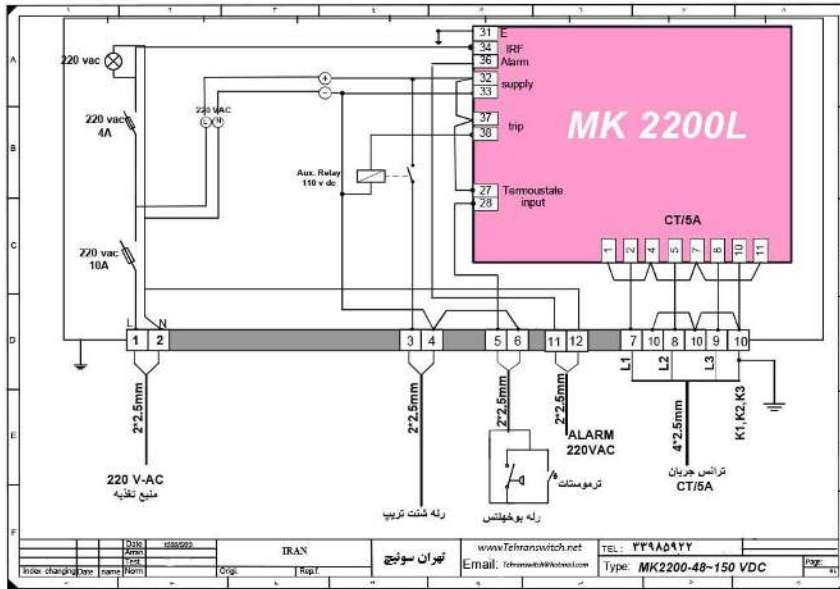 31 E
34 IRF
36 Alarm
32 supply
33
37 trip
38
MK 2200L
27 Termoustate
28 input
CT/5A
1 2 4 5 7 8 10 11
220 vac
220 vac
4A
220 VAC
L N
+
-
Aux. Relay
110 v dc
220 vac
10A
A
B
C
D
E
F
L N
1 2 3 4 5 6 11 12 7 10 8 10 9 10
L1 L2 L3
2*2.5mm
2*2.5mm
2*2.5mm
2*2.5mm
4*2.5mm
K1,K2,K3
ALARM
220VAC
220 V-AC
منبع تغذیه
رله شنت تریپ
رله بوخهلتس
ترموستات
ترانس جریان
CT/5A
Date
Test
Norm
Index changing Date name
Origi. Rep.f.
IRAN
تهران سوئیچ
www.Tehranswitch.net
Email: Tehranswitch@hotmail.com
TEL : ٣٣٩٨٥٩٢٢
Type: MK2200-48~150 VDC
Page: